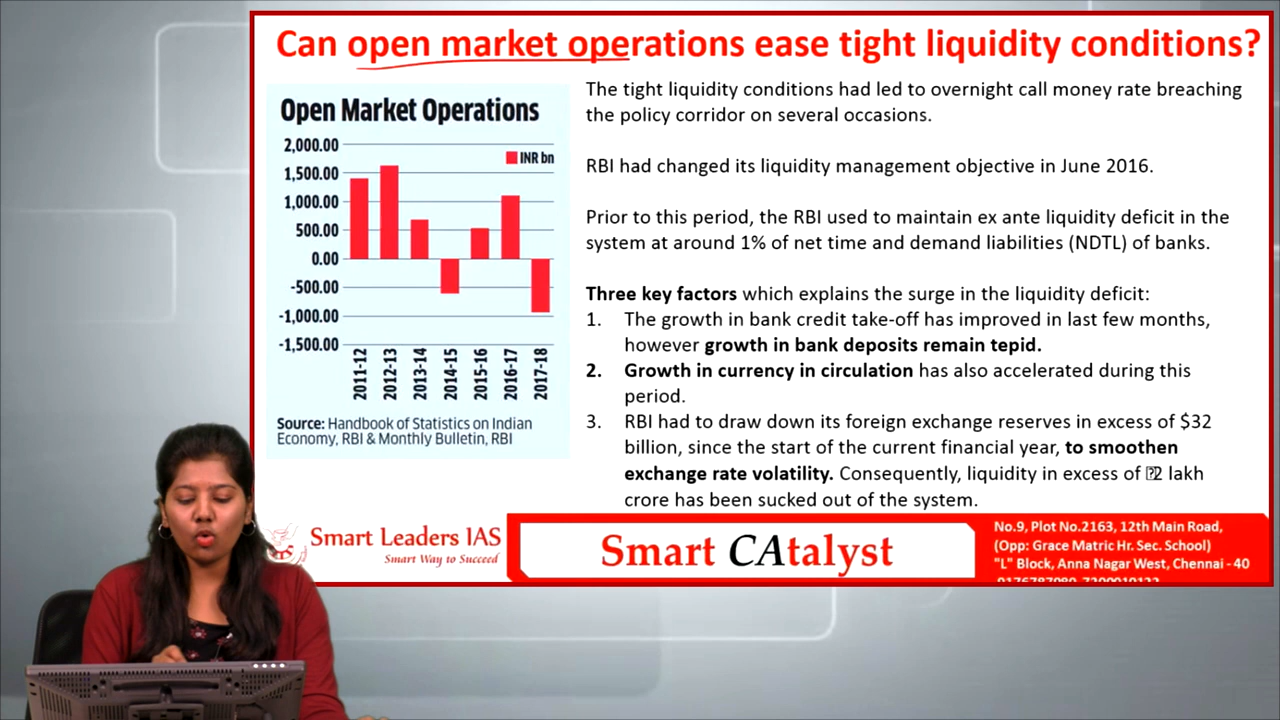 Can open market operations ease tight liquidity conditions?
Open Market Operations
INR bn
2,000.00
1,500.00
1,000.00
500.00
0.00
-500.00
-1,000.00
-1,500.00
2011-12
2012-13
2013-14
2014-15
2015-16
2016-17
2017-18
Source: Handbook of Statistics on Indian
Economy, RBI & Monthly Bulletin, RBI
The tight liquidity conditions had led to overnight call money rate breaching
the policy corridor on several occasions.
RBI had changed its liquidity management objective in June 2016.
Prior to this period, the RBI used to maintain ex ante liquidity deficit in the
system at around 1% of net time and demand liabilities (NDTL) of banks.
Three key factors which explains the surge in the liquidity deficit:
1. The growth in bank credit take-off has improved in last few months,
however growth in bank deposits remain tepid.
2. Growth in currency in circulation has also accelerated during this
period.
3. RBI had to draw down its foreign exchange reserves in excess of $32
billion, since the start of the current financial year, to smoothen
exchange rate volatility. Consequently, liquidity in excess of 2 lakh
crore has been sucked out of the system.
Smart Leaders IAS
Smart Way to Succeed
Smart CAtalyst
No.9, Plot No.2163, 12th Main Road,
(Opp: Grace Matric Hr. Sec. School)
"L" Block, Anna Nagar West, Chennai - 40